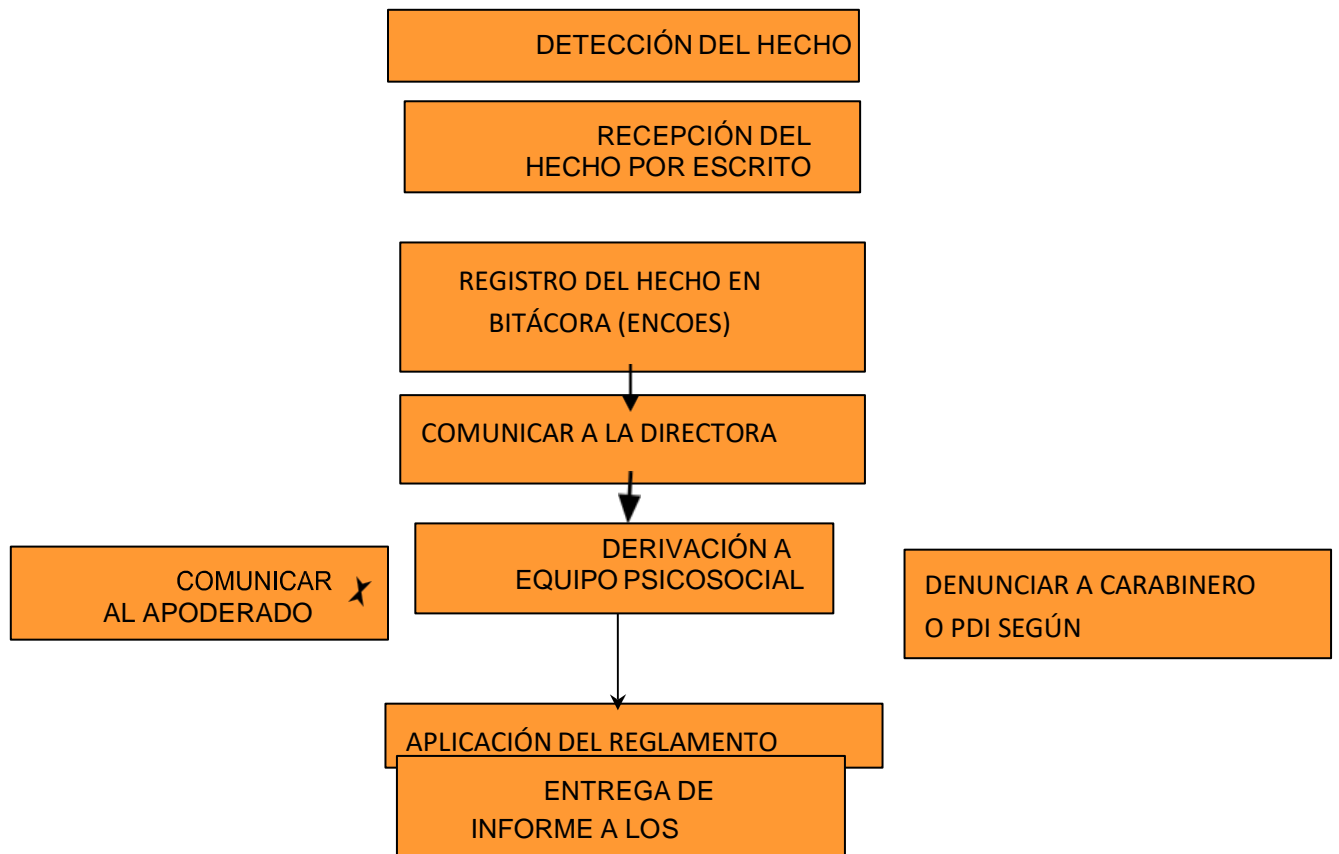 DETECCIÓN DEL HECHO
RECEPCIÓN DEL
HECHO POR ESCRITO
REGISTRO DEL HECHO EN
BITÁCORA (ENCOES)
COMUNICAR A LA DIRECTORA
DERIVACIÓN A
EQUIPO PSICOSOCIAL
COMUNICAR
AL APODERADO
DENUNCIAR A CARABINERO
O PDI SEGÚN
APLICACIÓN DEL REGLAMENTO
ENTREGA DE
INFORME A LOS